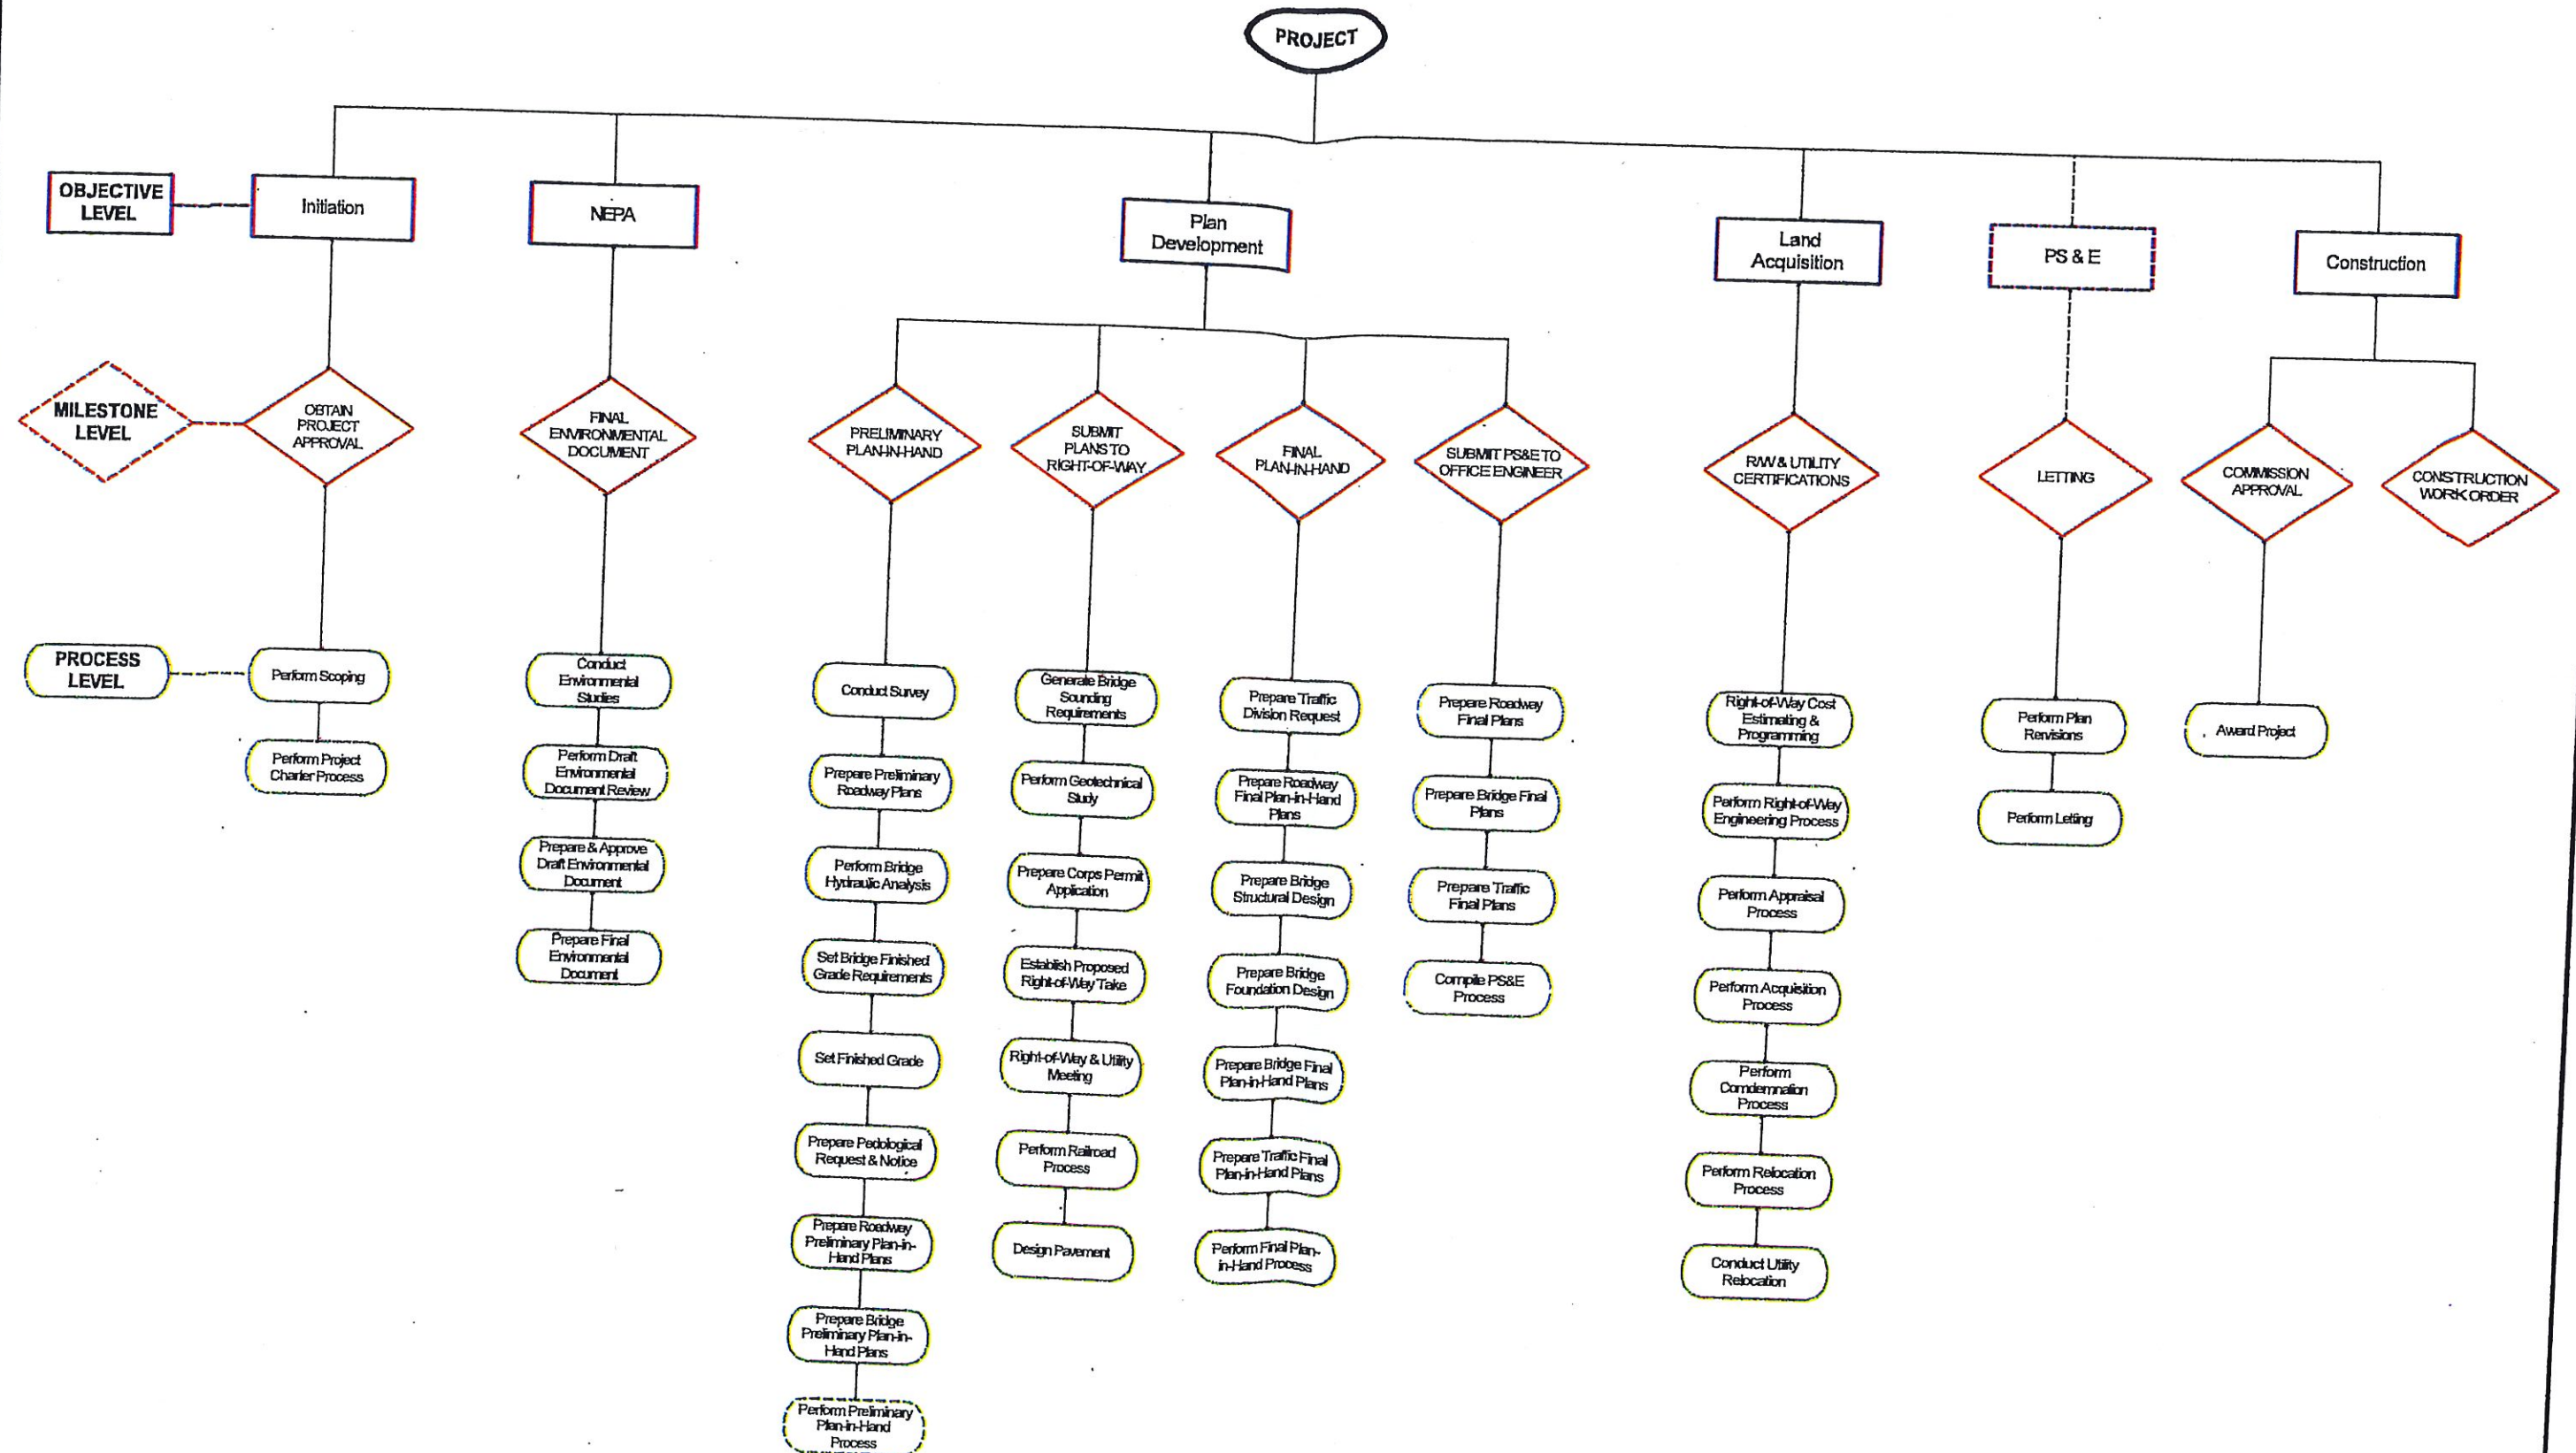 PROJECT
OBJECTIVE
LEVEL
Initiation
NEPA
Plan
Development
Land
Acquisition
PS & E
Construction
MILESTONE
LEVEL
OBTAIN
PROJECT
APPROVAL
FINAL
ENVIRONMENTAL
DOCUMENT
PRELIMINARY
PLAN-IN-HAND
SUBMIT
PLANS TO
RIGHT-OF-WAY
FINAL
PLAN-IN-HAND
SUBMIT PS&E TO
OFFICE ENGINEER
R/W & UTILITY
CERTIFICATIONS
LETTING
COMMISSION
APPROVAL
CONSTRUCTION
WORK ORDER
PROCESS
LEVEL
Perform Scoping
Perform Project
Charter Process
Conduct
Environmental
Studies
Perform Draft
Environmental
Document Review
Prepare & Approve
Draft Environmental
Document
Prepare Final
Environmental
Document
Conduct Survey
Prepare Preliminary
Roadway Plans
Perform Bridge
Hydraulic Analysis
Set Bridge Finished
Grade Requirements
Set Finished Grade
Prepare Pedological
Request & Notice
Prepare Roadway
Preliminary Plan-in-
Hand Plans
Prepare Bridge
Preliminary Plan-in-
Hand Plans
Perform Preliminary
Plan-in-Hand
Process
Generate Bridge
Sounding
Requirements
Perform Geotechnical
Study
Prepare Corps Permit
Application
Establish Proposed
Right-of-Way Take
Right-of-Way & Utility
Meeting
Perform Railroad
Process
Design Pavement
Prepare Traffic
Division Request
Prepare Roadway
Final Plan-in-Hand
Plans
Prepare Bridge
Structural Design
Prepare Bridge
Foundation Design
Prepare Bridge Final
Plan-in-Hand Plans
Prepare Traffic Final
Plan-in-Hand Plans
Perform Final Plan-
in-Hand Process
Prepare Roadway
Final Plans
Prepare Bridge Final
Plans
Prepare Traffic
Final Plans
Compile PS&E
Process
Right-of-Way Cost
Estimating &
Programming
Perform Right-of-Way
Engineering Process
Perform Appraisal
Process
Perform Acquisition
Process
Perform
Comdemnation
Process
Perform Relocation
Process
Conduct Utility
Relocation
Perform Plan
Revisions
Perform Letting
Award Project